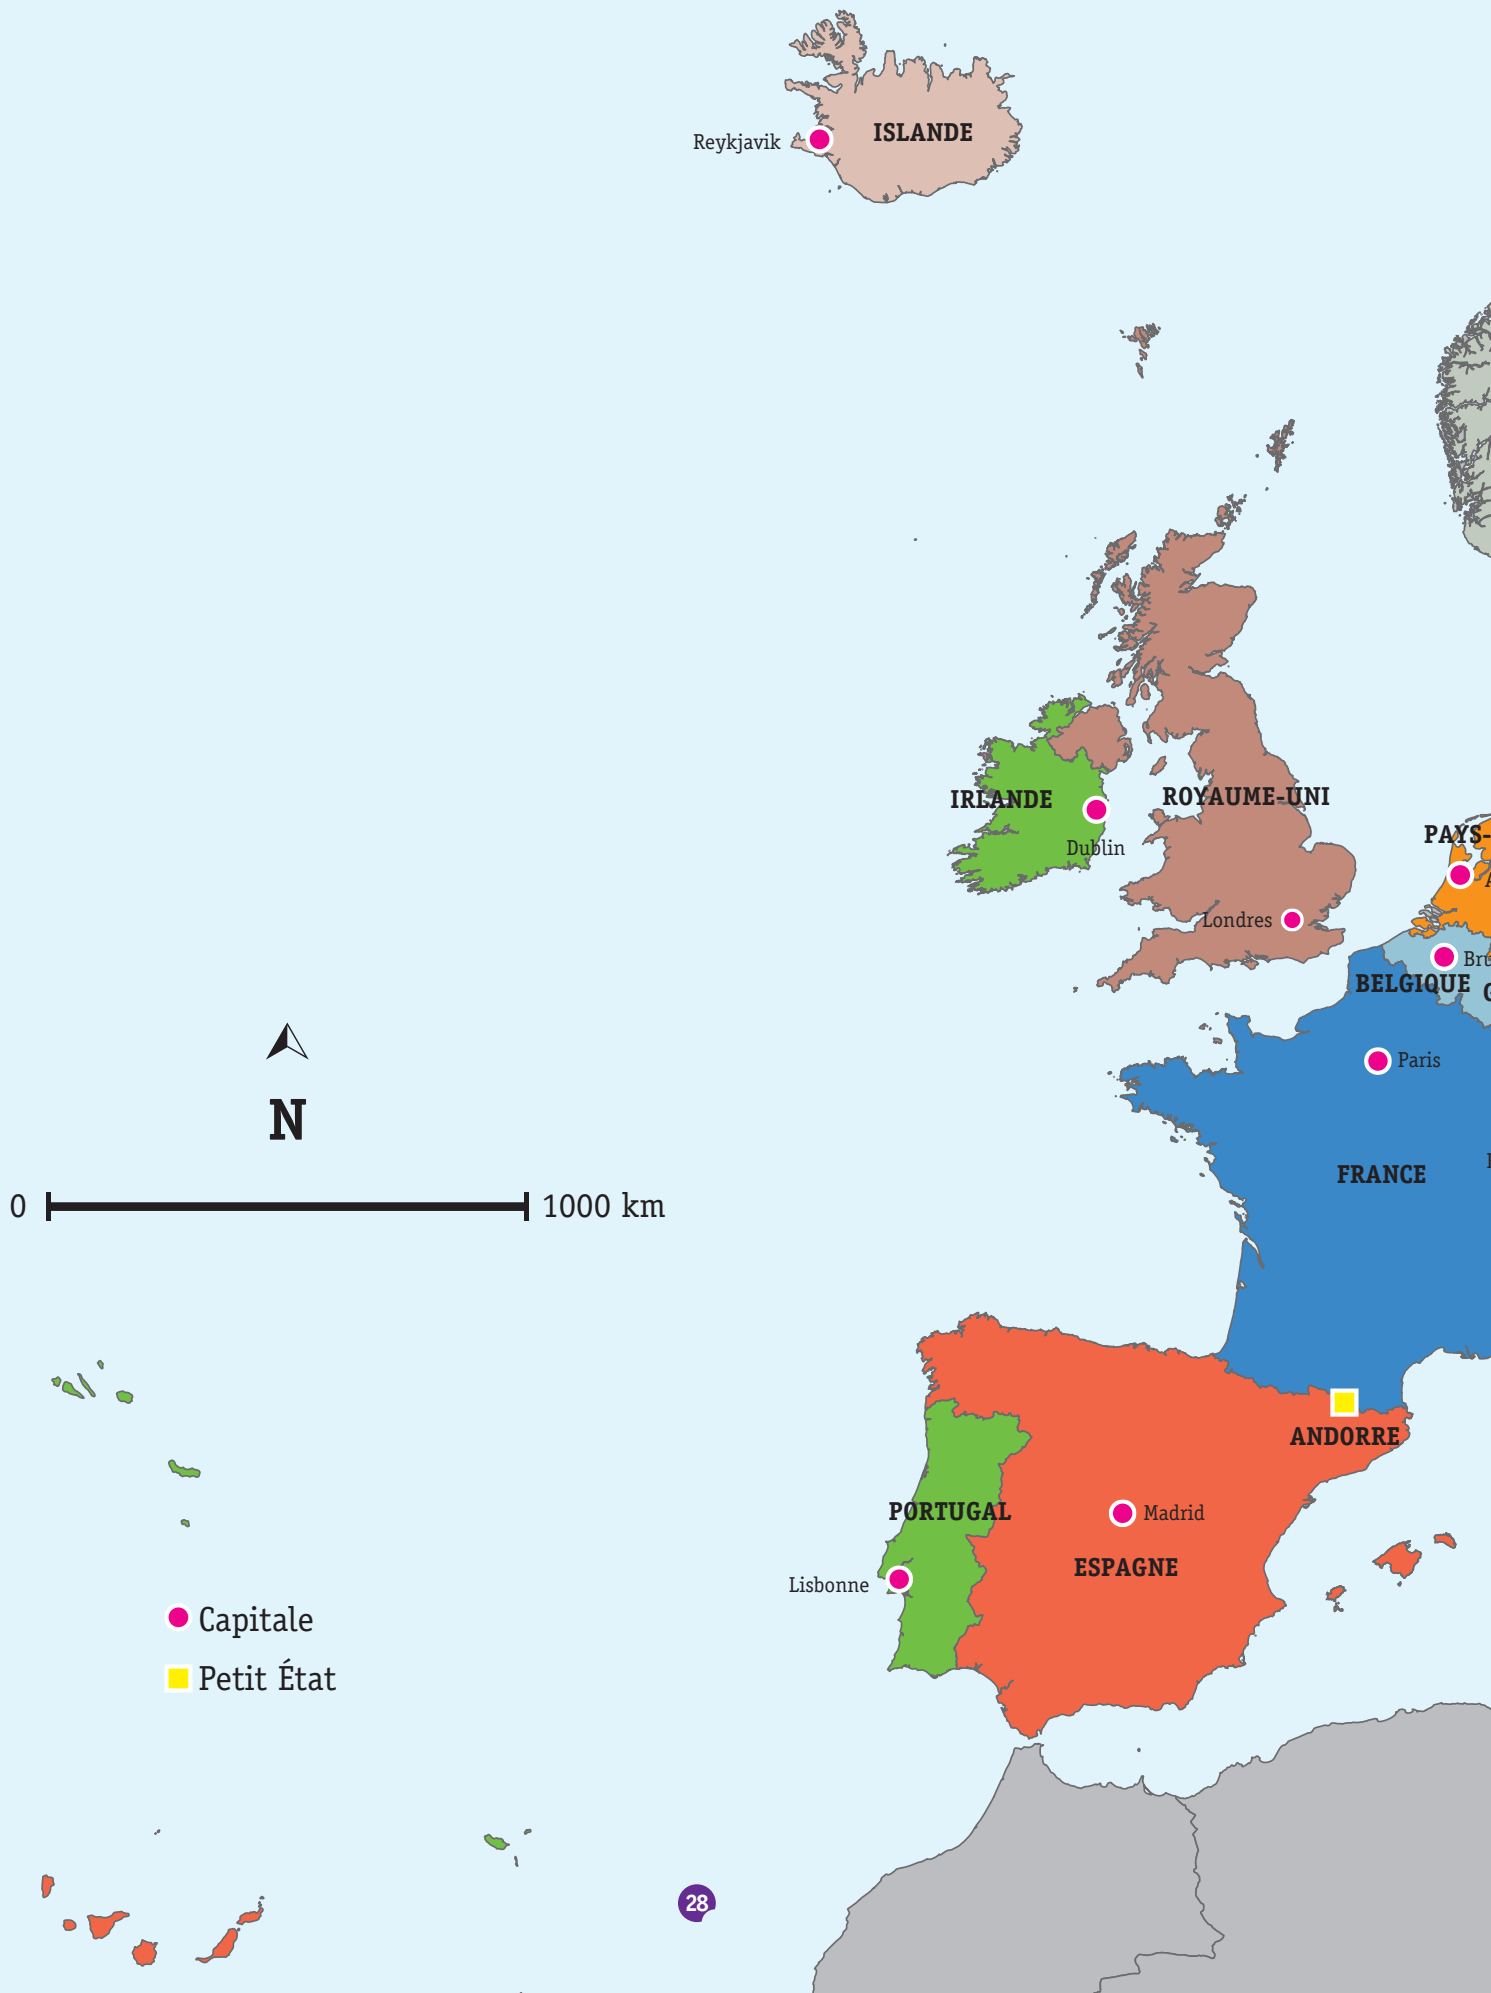 Reykjavik
ISLANDE
IRLANDE
ROYAUME-UNI
Dublin
PAYS-
Londres
Bru
BELGIQUE
Paris
N
FRANCE
0
1000 km
ANDORRE
PORTUGAL
Madrid
ESPAGNE
Lisbonne
Capitale
Petit État
28